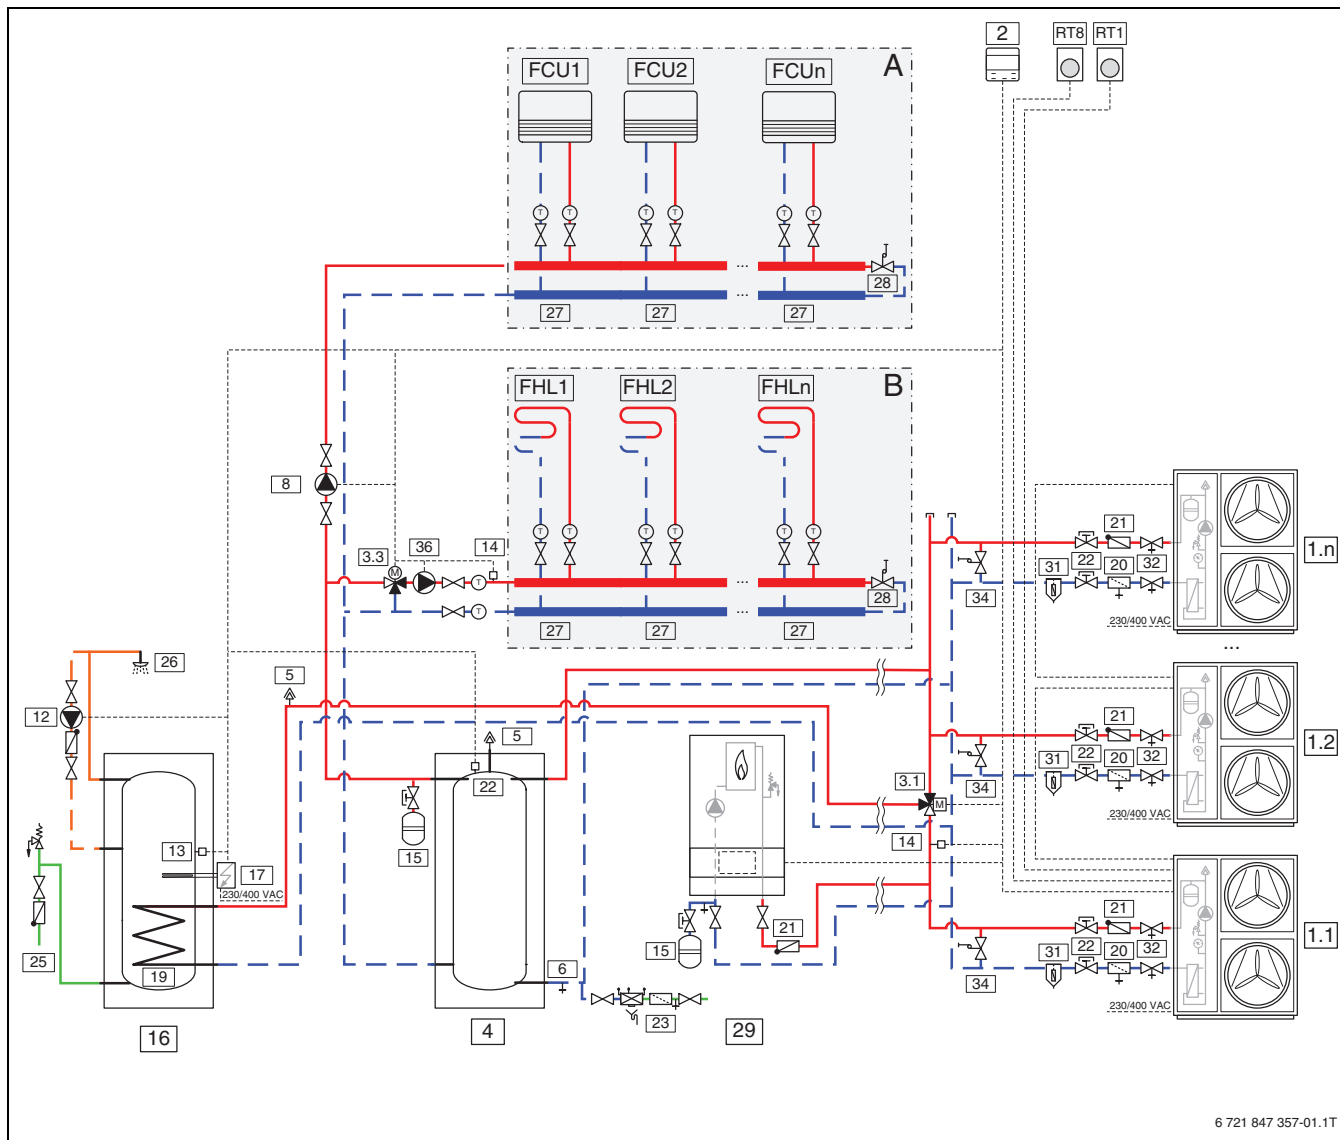 2 RT8 RT1
A
FCU1 FCU2 FCUn
T T T T T T
...
28
...
27 27 27
B
FHL1 FHL2 FHLn
8
T T T T T T
3.3 36 14
M
T
...
28
T
...
27 27 27
21
1.n
31 22 20 32
34
230/400 VAC
...
26
5
12
5
21
1.2
22
3.1
31 22 20 32
34
M
230/400 VAC
13
15
14
17
230/400 VAC
21
1.1
21
15
31 22 20 32
25
19
6
34
23
230/400 VAC
16
4
29
6 721 847 357-01.1T